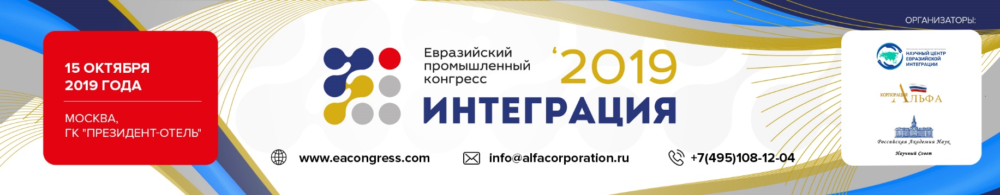 15 ОКТЯБРЯ
2019 ГОДА
МОСКВА,
ГК "ПРЕЗИДЕНТ-ОТЕЛЬ"
Евразийский
промышленный
конгресс
‘2019
ИНТЕГРАЦИЯ
www.eacongress.com
info@alfacorporation.ru
+7(495)108-12-04
ОРГАНИЗАТОРЫ:
НАУЧНЫЙ ЦЕНТР
ЕВРАЗИЙСКОЙ
ИНТЕГРАЦИИ
КОРПОРАЦИЯ
АЛЬФА
Российская Академия Наук
Научный Совет